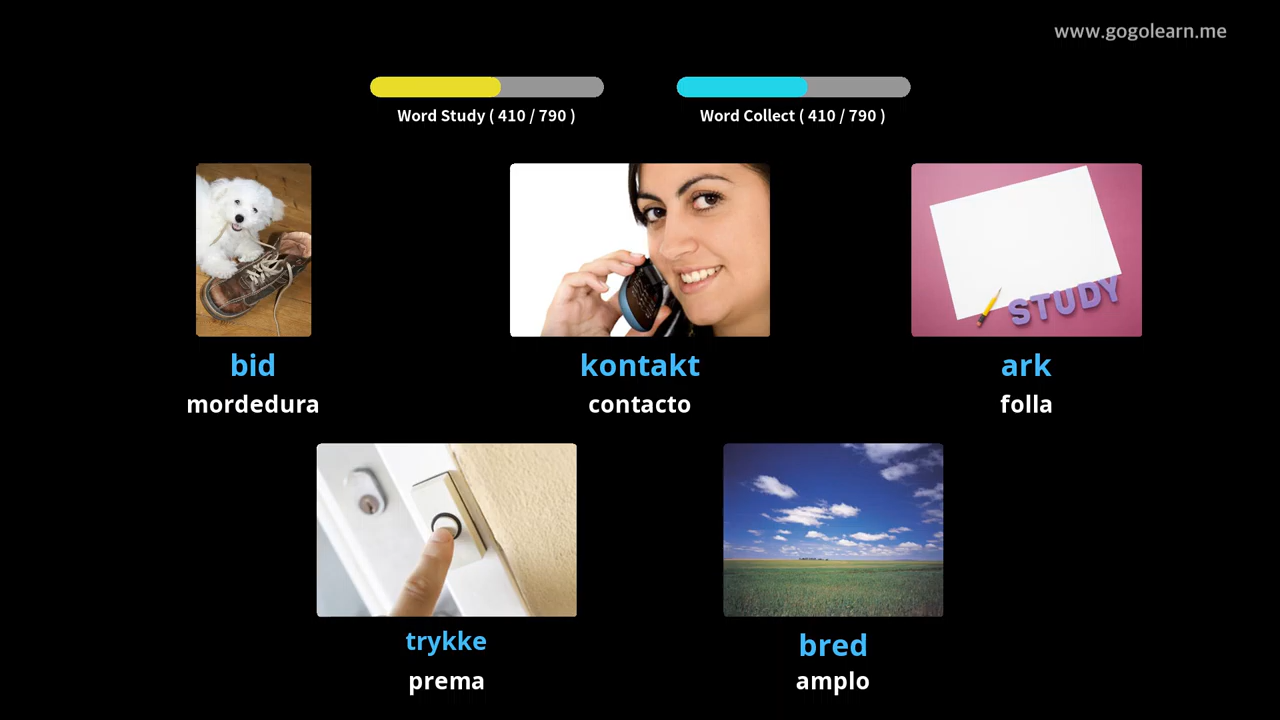 www.gogolearn.me
Word Study ( 410 / 790 )
Word Collect ( 410 / 790 )
STUDY
bid
kontakt
ark
mordedura
contacto
folla
trykke
bred
prema
amplo